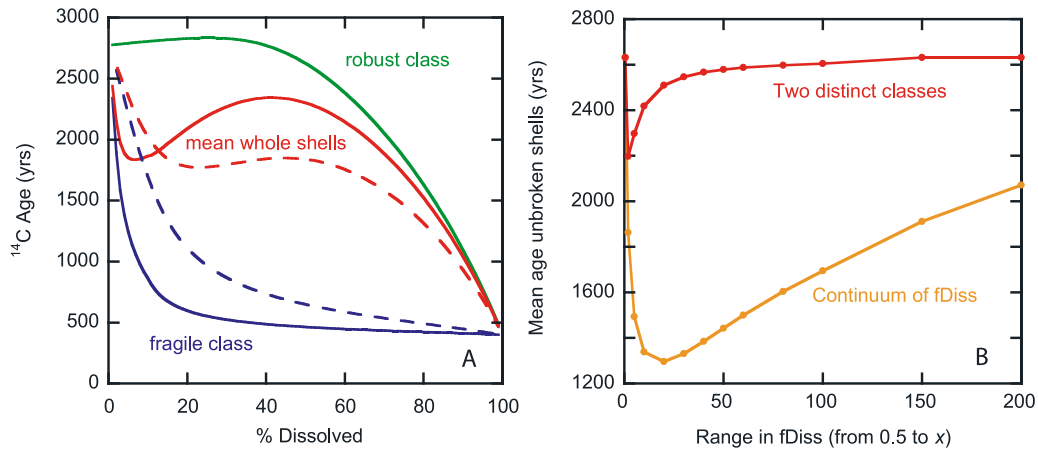 3000
2500
2000
1500
1000
500
0
¹⁴C Age (yrs)
robust class
mean whole shells
fragile class
A
0 20 40 60 80 100
% Dissolved
2800
2400
2000
1600
1200
Mean age unbroken shells (yrs)
Two distinct classes
Continuum of fDiss
B
0 50 100 150 200
Range in fDiss (from 0.5 to x)